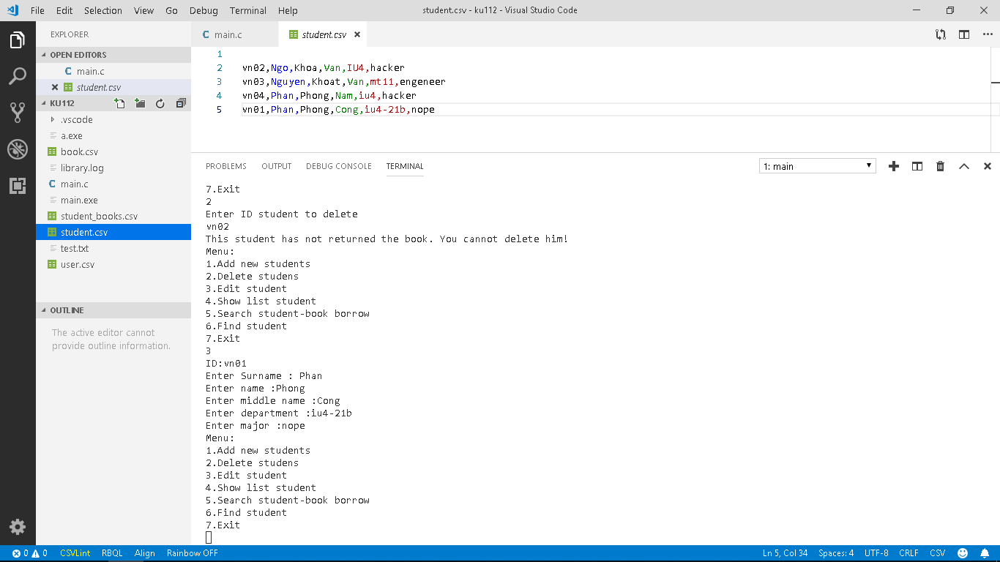 File Edit Selection View Go Debug Terminal Help student.csv - ku112 - Visual Studio Code
EXPLORER
OPEN EDITORS
main.c
student.csv
KU112
.vscode
a.exe
book.csv
library.log
main.c
main.exe
student_books.csv
student.csv
test.txt
user.csv
OUTLINE
The active editor cannot
provide outline information.
main.c student.csv
1
2 vn02,Ngo,Khoa,Van,IU4,hacker
3 vn03,Nguyen,Khoat,Van,mt11,engeneer
4 vn04,Phan,Phong,Nam,iu4,hacker
5 vn01,Phan,Phong,Cong,iu4-21b,nope
PROBLEMS OUTPUT DEBUG CONSOLE TERMINAL 1: main
7.Exit
2
Enter ID student to delete
vn02
This student has not returned the book. You cannot delete him!
Menu:
1.Add new students
2.Delete studens
3.Edit student
4.Show list student
5.Search student-book borrow
6.Find student
7.Exit
3
ID:vn01
Enter Surname : Phan
Enter name :Phong
Enter middle name :Cong
Enter department :iu4-21b
Enter major :nope
Menu:
1.Add new students
2.Delete studens
3.Edit student
4.Show list student
5.Search student-book borrow
6.Find student
7.Exit
0 0 CSVLint RBQL Align Rainbow OFF Ln 5, Col 34 Spaces: 4 UTF-8 CRLF CSV